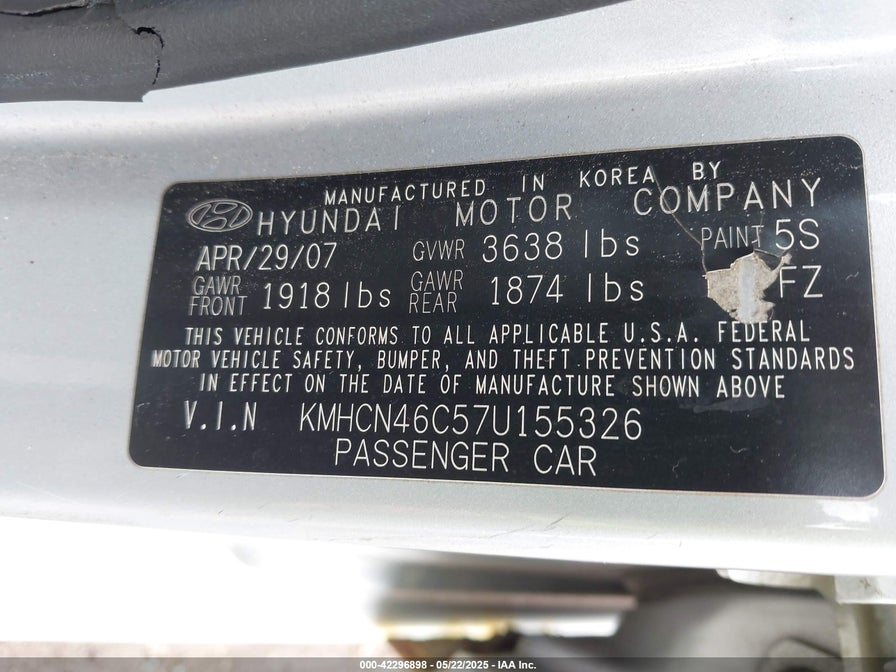 MANUFACTURED IN KOREA BY
HYUNDAI MOTOR COMPANY
APR/29/07 GVWR 3638 lbs PAINT 5S
GAWR FRONT 1918 lbs GAWR REAR 1874 lbs FZ
THIS VEHICLE CONFORMS TO ALL APPLICABLE U.S.A. FEDERAL
MOTOR VEHICLE SAFETY, BUMPER, AND THEFT PREVENTION STANDARDS
IN EFFECT ON THE DATE OF MANUFACTURE SHOWN ABOVE
V.I.N KMHCN46C57U155326
PASSENGER CAR
000-42296898 - 05/22/2025 - IAA Inc.